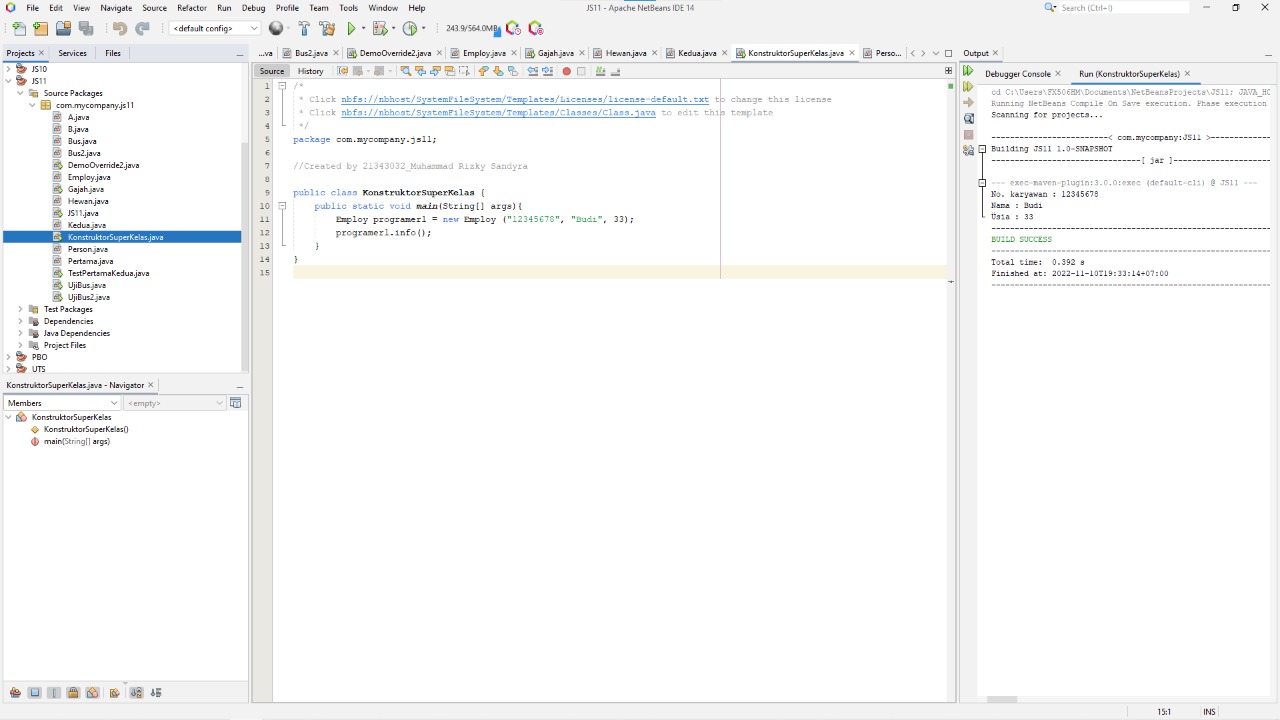 File Edit View Navigate Source Refactor Run Debug Profile Team Tools Window Help
JS11 - Apache NetBeans IDE 14
Search (Ctrl+I)
<default config>
243.9/564.0MB
Projects
Services
Files
JS10
JS11
Source Packages
com.mycompany.js11
A.java
B.java
Bus.java
Bus2.java
DemoOverride2.java
Employ.java
Gajah.java
Hewan.java
JS11.java
Kedua.java
KonstruktorSuperKelas.java
Person.java
Pertama.java
TestPertamaKedua.java
UjiBus.java
UjiBus2.java
Test Packages
Dependencies
Java Dependencies
Project Files
PBO
UTS
KonstruktorSuperKelas.java - Navigator
Members
<empty>
KonstruktorSuperKelas
KonstruktorSuperKelas()
main(String[] args)
...va Bus2.java DemoOverride2.java Employ.java Gajah.java Hewan.java Kedua.java KonstruktorSuperKelas.java Perso...
Source History
1 /*
2 * Click nbfs://nbhost/SystemFileSystem/Templates/Licenses/license-default.txt to change this license
3 * Click nbfs://nbhost/SystemFileSystem/Templates/Classes/Class.java to edit this template
4 */
5 package com.mycompany.js11;
6
7 //Created by 21343032_Muhammad Rizky Sandyra
8
9 public class KonstruktorSuperKelas {
10 public static void main(String[] args){
11 Employ programer1 = new Employ ("12345678", "Budi", 33);
12 programer1.info();
13 }
14 }
15
Output
Debugger Console
Run (KonstruktorSuperKelas)
cd C:\Users\FX506HM\Documents\NetBeansProjects\JS11; JAVA_HO
Running NetBeans Compile On Save execution. Phase execution
Scanning for projects...
------------------------< com.mycompany:JS11 >------------
Building JS11 1.0-SNAPSHOT
--------------------------------[ jar ]-------------------
--- exec-maven-plugin:3.0.0:exec (default-cli) @ JS11 ---
No. karyawan : 12345678
Nama : Budi
Usia : 33
----------------------------------------------------------
BUILD SUCCESS
----------------------------------------------------------
Total time: 0.392 s
Finished at: 2022-11-10T19:33:14+07:00
----------------------------------------------------------
15:1
INS